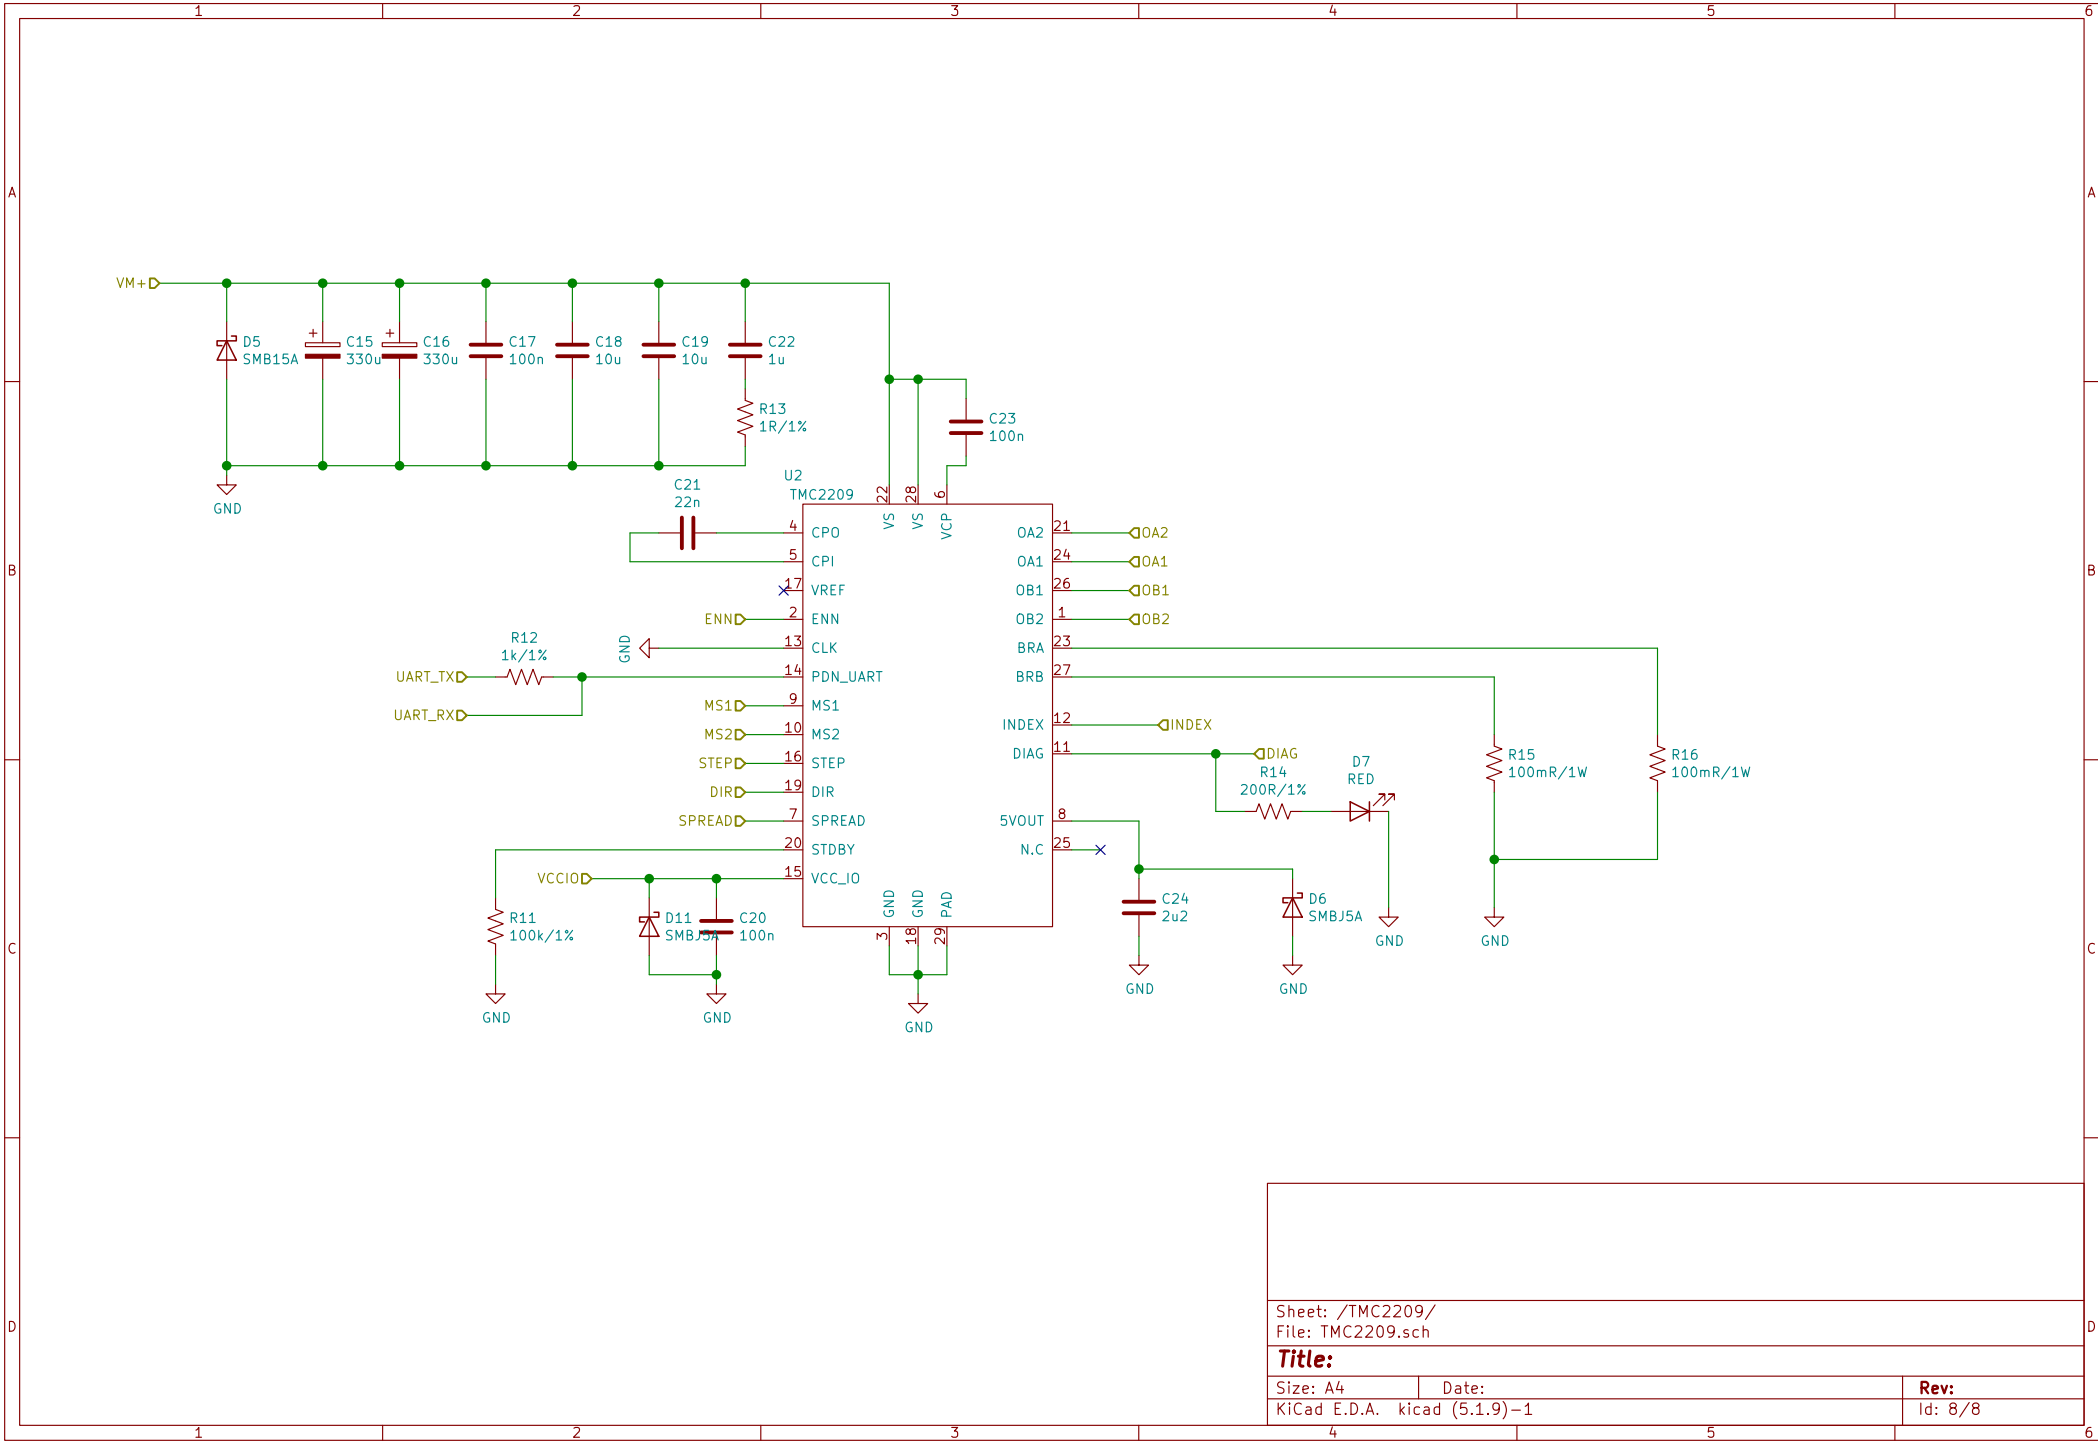 1 2 3 4 5 6
A A
VM+
D5
SMB15A
C15
330u
C16
330u
C17
100n
C18
10u
C19
10u
C22
1u
R13
1R/1%
GND
C23
100n
B B
C21
22n
U2
TMC2209
22 28 6
VS VS VCP
4 CPO
5 CPI
17 VREF
ENN 2 ENN
GND 13 CLK
R12
1k/1%
UART_TX 14 PDN_UART
UART_RX
MS1 9 MS1
MS2 10 MS2
STEP 16 STEP
DIR 19 DIR
SPREAD 7 SPREAD
20 STDBY
VCCIO 15 VCC_IO
OA2 21 OA2
OA1 24 OA1
OB1 26 OB1
OB2 1 OB2
BRA 23
BRB 27
INDEX 12 INDEX
DIAG 11 DIAG
R14
200R/1%
D7
RED
5VOUT 8
N.C 25
R15
100mR/1W
R16
100mR/1W
C C
R11
100k/1%
GND
D11
SMBJ5A
C20
100n
GND
GND GND PAD
3 18 29
GND
C24
2u2
GND
D6
SMBJ5A
GND
GND
GND
D D
Sheet: /TMC2209/
File: TMC2209.sch
Title:
Size: A4 Date: Rev:
KiCad E.D.A. kicad (5.1.9)-1 Id: 8/8
1 2 3 4 5 6